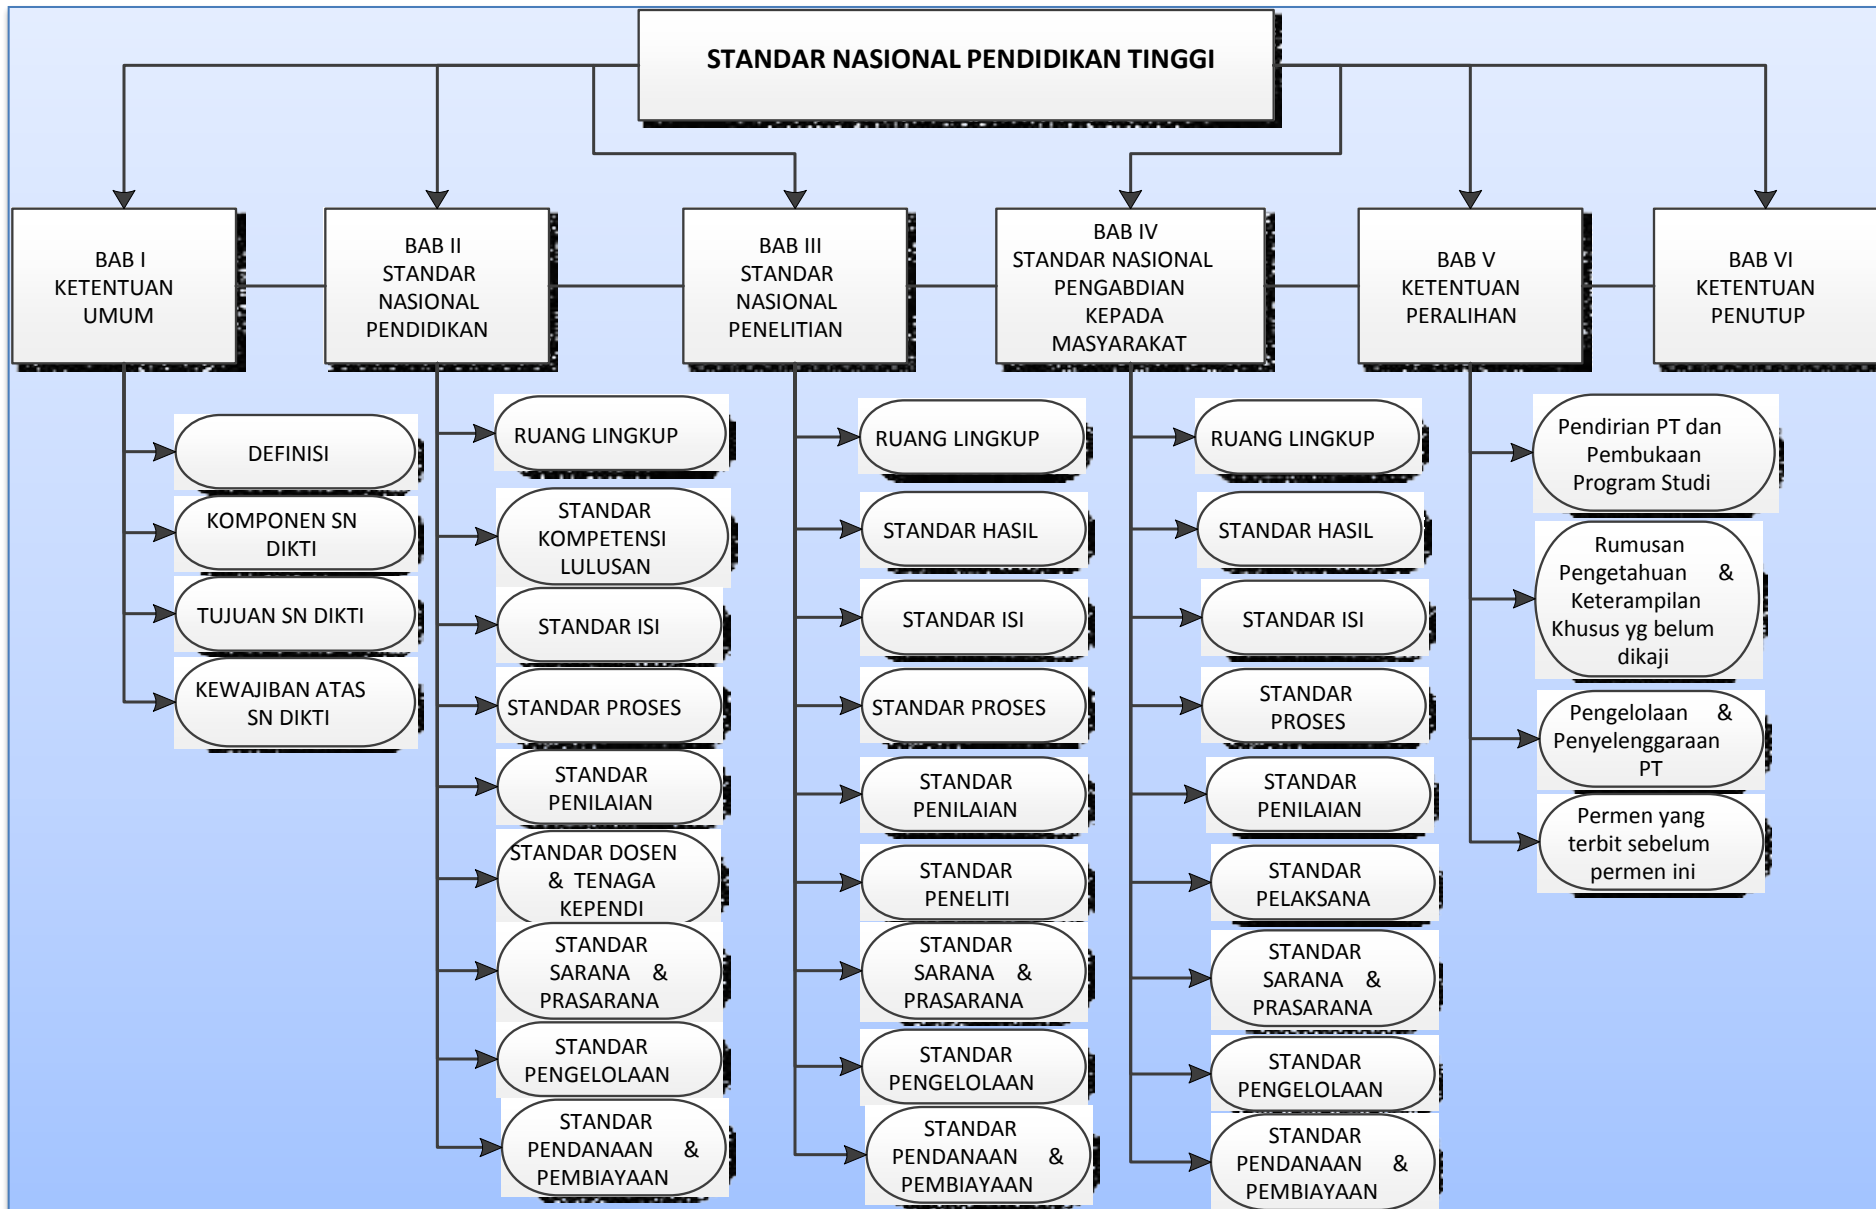 STANDAR NASIONAL PENDIDIKAN TINGGI
BAB I
KETENTUAN
UMUM
BAB II
STANDAR
NASIONAL
PENDIDIKAN
BAB III
STANDAR
NASIONAL
PENELITIAN
BAB IV
STANDAR NASIONAL
PENGABDIAN
KEPADA
MASYARAKAT
BAB V
KETENTUAN
PERALIHAN
BAB VI
KETENTUAN
PENUTUP
DEFINISI
KOMPONEN SN
DIKTI
TUJUAN SN DIKTI
KEWAJIBAN ATAS
SN DIKTI
RUANG LINGKUP
STANDAR
KOMPETENSI
LULUSAN
STANDAR ISI
STANDAR PROSES
STANDAR
PENILAIAN
STANDAR DOSEN
& TENAGA
KEPENDI
STANDAR
SARANA &
PRASARANA
STANDAR
PENGELOLAAN
STANDAR
PENDANAAN &
PEMBIAYAAN
RUANG LINGKUP
STANDAR HASIL
STANDAR ISI
STANDAR PROSES
STANDAR
PENILAIAN
STANDAR
PENELITI
STANDAR
SARANA &
PRASARANA
STANDAR
PENGELOLAAN
STANDAR
PENDANAAN &
PEMBIAYAAN
RUANG LINGKUP
STANDAR HASIL
STANDAR ISI
STANDAR
PROSES
STANDAR
PENILAIAN
STANDAR
PELAKSANA
STANDAR
SARANA &
PRASARANA
STANDAR
PENGELOLAAN
STANDAR
PENDANAAN &
PEMBIAYAAN
Pendirian PT dan
Pembukaan
Program Studi
Rumusan
Pengetahuan &
Keterampilan
Khusus yg belum
dikaji
Pengelolaan &
Penyelenggaraan
PT
Permen yang
terbit sebelum
permen ini